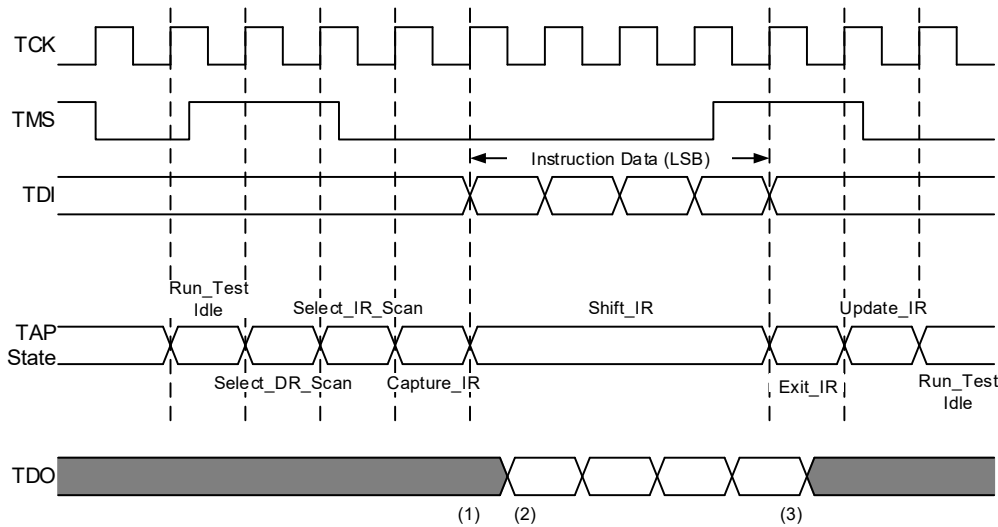 TCK
TMS
Instruction Data (LSB)
TDI
Run_Test
Idle
Select_IR_Scan
Shift_IR
Update_IR
TAP
State
Select_DR_Scan
Capture_IR
Exit_IR
Run_Test
Idle
TDO
(1)
(2)
(3)